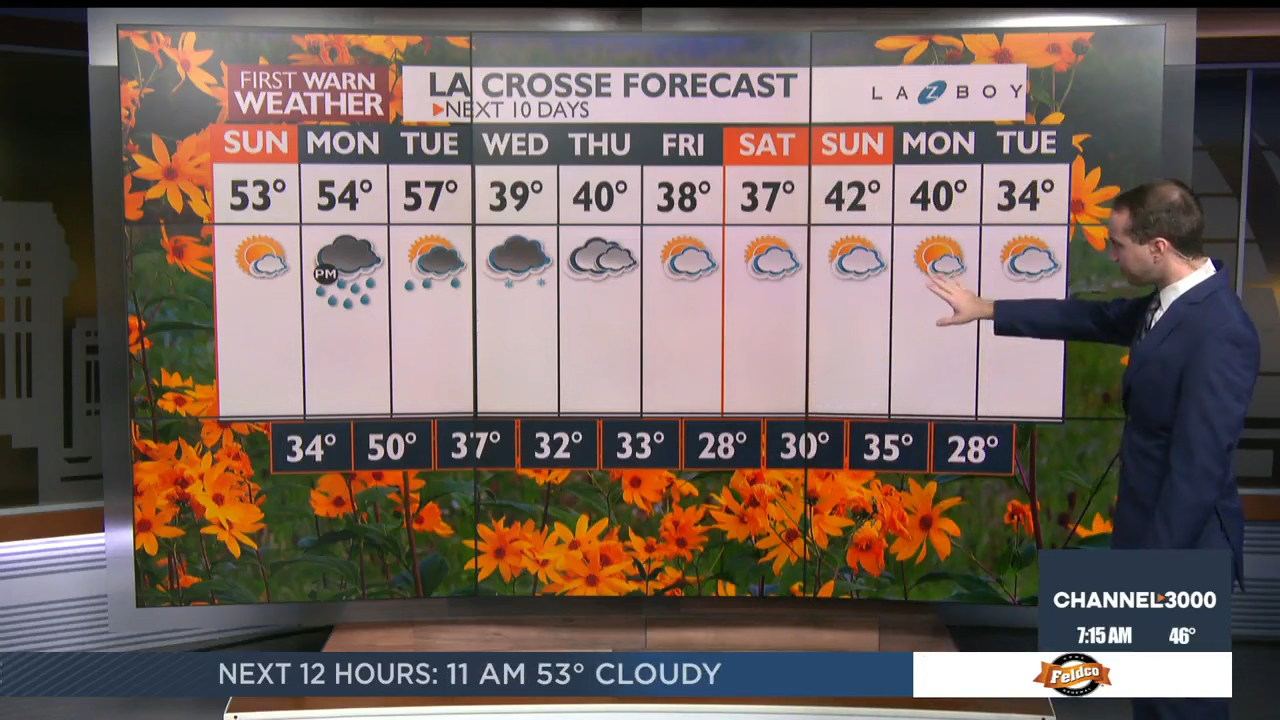 FIRST WARN
WEATHER
LA CROSSE FORECAST
NEXT 10 DAYS
LA Z BOY
SUN MON TUE WED THU FRI SAT SUN MON TUE
53° 54° 57° 39° 40° 38° 37° 42° 40° 34°
PM
34° 50° 37° 32° 33° 28° 30° 35° 28°
CHANNEL3000
7:15 AM 46°
NEXT 12 HOURS: 11 AM 53° CLOUDY
Feldco